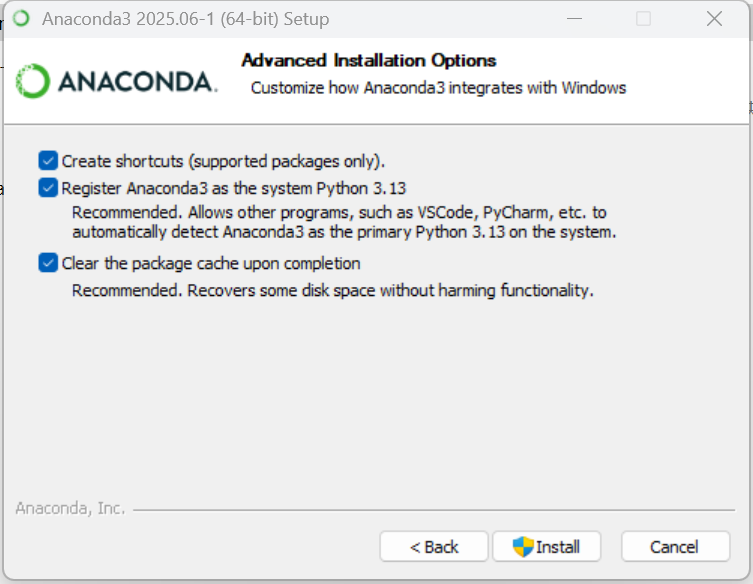 Anaconda3 2025.06-1 (64-bit) Setup
ANACONDA.
Advanced Installation Options
Customize how Anaconda3 integrates with Windows
Create shortcuts (supported packages only).
Register Anaconda3 as the system Python 3.13
Recommended. Allows other programs, such as VSCode, PyCharm, etc. to
automatically detect Anaconda3 as the primary Python 3.13 on the system.
Clear the package cache upon completion
Recommended. Recovers some disk space without harming functionality.
Anaconda, Inc.
< Back
Install
Cancel